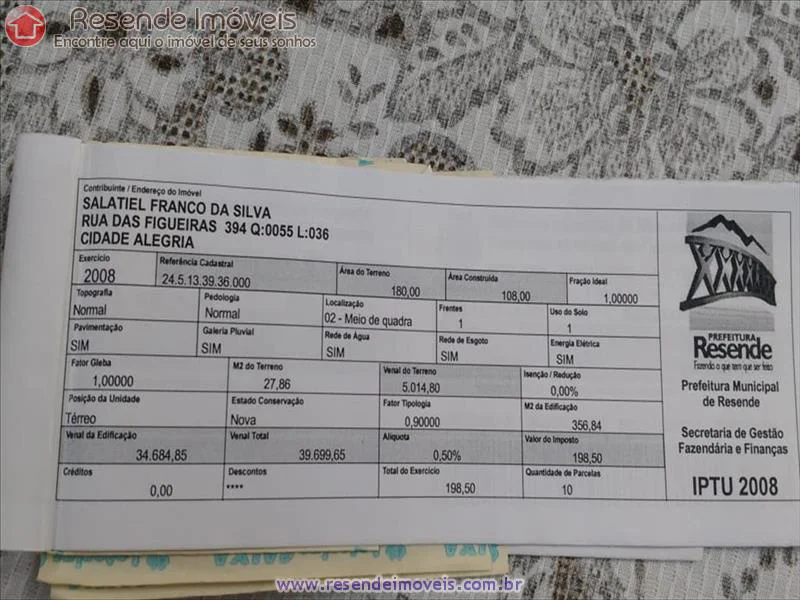 Resende Imóveis
Encontre aqui o imóvel de seus sonhos
Contribuinte / Endereço do Imóvel
SALATIEL FRANCO DA SILVA
RUA DAS FIGUEIRAS 394 Q:0055 L:036
CIDADE ALEGRIA
Exercício Referência Cadastral Área do Terreno Área Construída Fração Ideal
2008 24.5.13.39.36.000 180,00 108,00 1,00000
Topografia Pedologia Localização Frentes Uso do Solo
Normal Normal 02 - Meio de quadra 1 1
Pavimentação Galeria Pluvial Rede de Água Rede de Esgoto Energia Elétrica
SIM SIM SIM SIM SIM
Fator Gleba M2 do Terreno Venal do Terreno Isenção / Redução
1,00000 27,86 5.014,80 0,00%
Posição da Unidade Estado Conservação Fator Tipologia M2 da Edificação
Térreo Nova 0,90000 356,84
Venal da Edificação Venal Total Alíquota Valor do Imposto
34.684,85 39.699,65 0,50% 198,50
Créditos Descontos Total do Exercício Quantidade de Parcelas
0,00 **** 198,50 10
PREFEITURA
Resende
Fazendo o que tem que ser feito
Prefeitura Municipal
de Resende
Secretaria de Gestão
Fazendária e Finanças
IPTU 2008
CAIXA
www.resendeimoveis.com.br